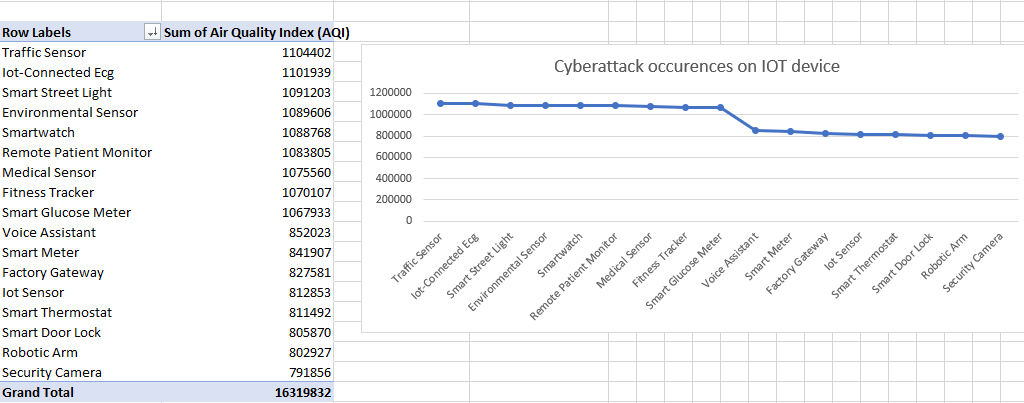 Row Labels Sum of Air Quality Index (AQI)
Traffic Sensor 1104402
Iot-Connected Ecg 1101939
Smart Street Light 1091203
Environmental Sensor 1089606
Smartwatch 1088768
Remote Patient Monitor 1083805
Medical Sensor 1075560
Fitness Tracker 1070107
Smart Glucose Meter 1067933
Voice Assistant 852023
Smart Meter 841907
Factory Gateway 827581
Iot Sensor 812853
Smart Thermostat 811492
Smart Door Lock 805870
Robotic Arm 802927
Security Camera 791856
Grand Total 16319832
Cyberattack occurences on IOT device
1200000
1000000
800000
600000
400000
200000
0
Traffic Sensor
Iot-Connected Ecg
Smart Street Light
Environmental Sensor
Smartwatch
Remote Patient Monitor
Medical Sensor
Fitness Tracker
Smart Glucose Meter
Voice Assistant
Smart Meter
Factory Gateway
Iot Sensor
Smart Thermostat
Smart Door Lock
Robotic Arm
Security Camera